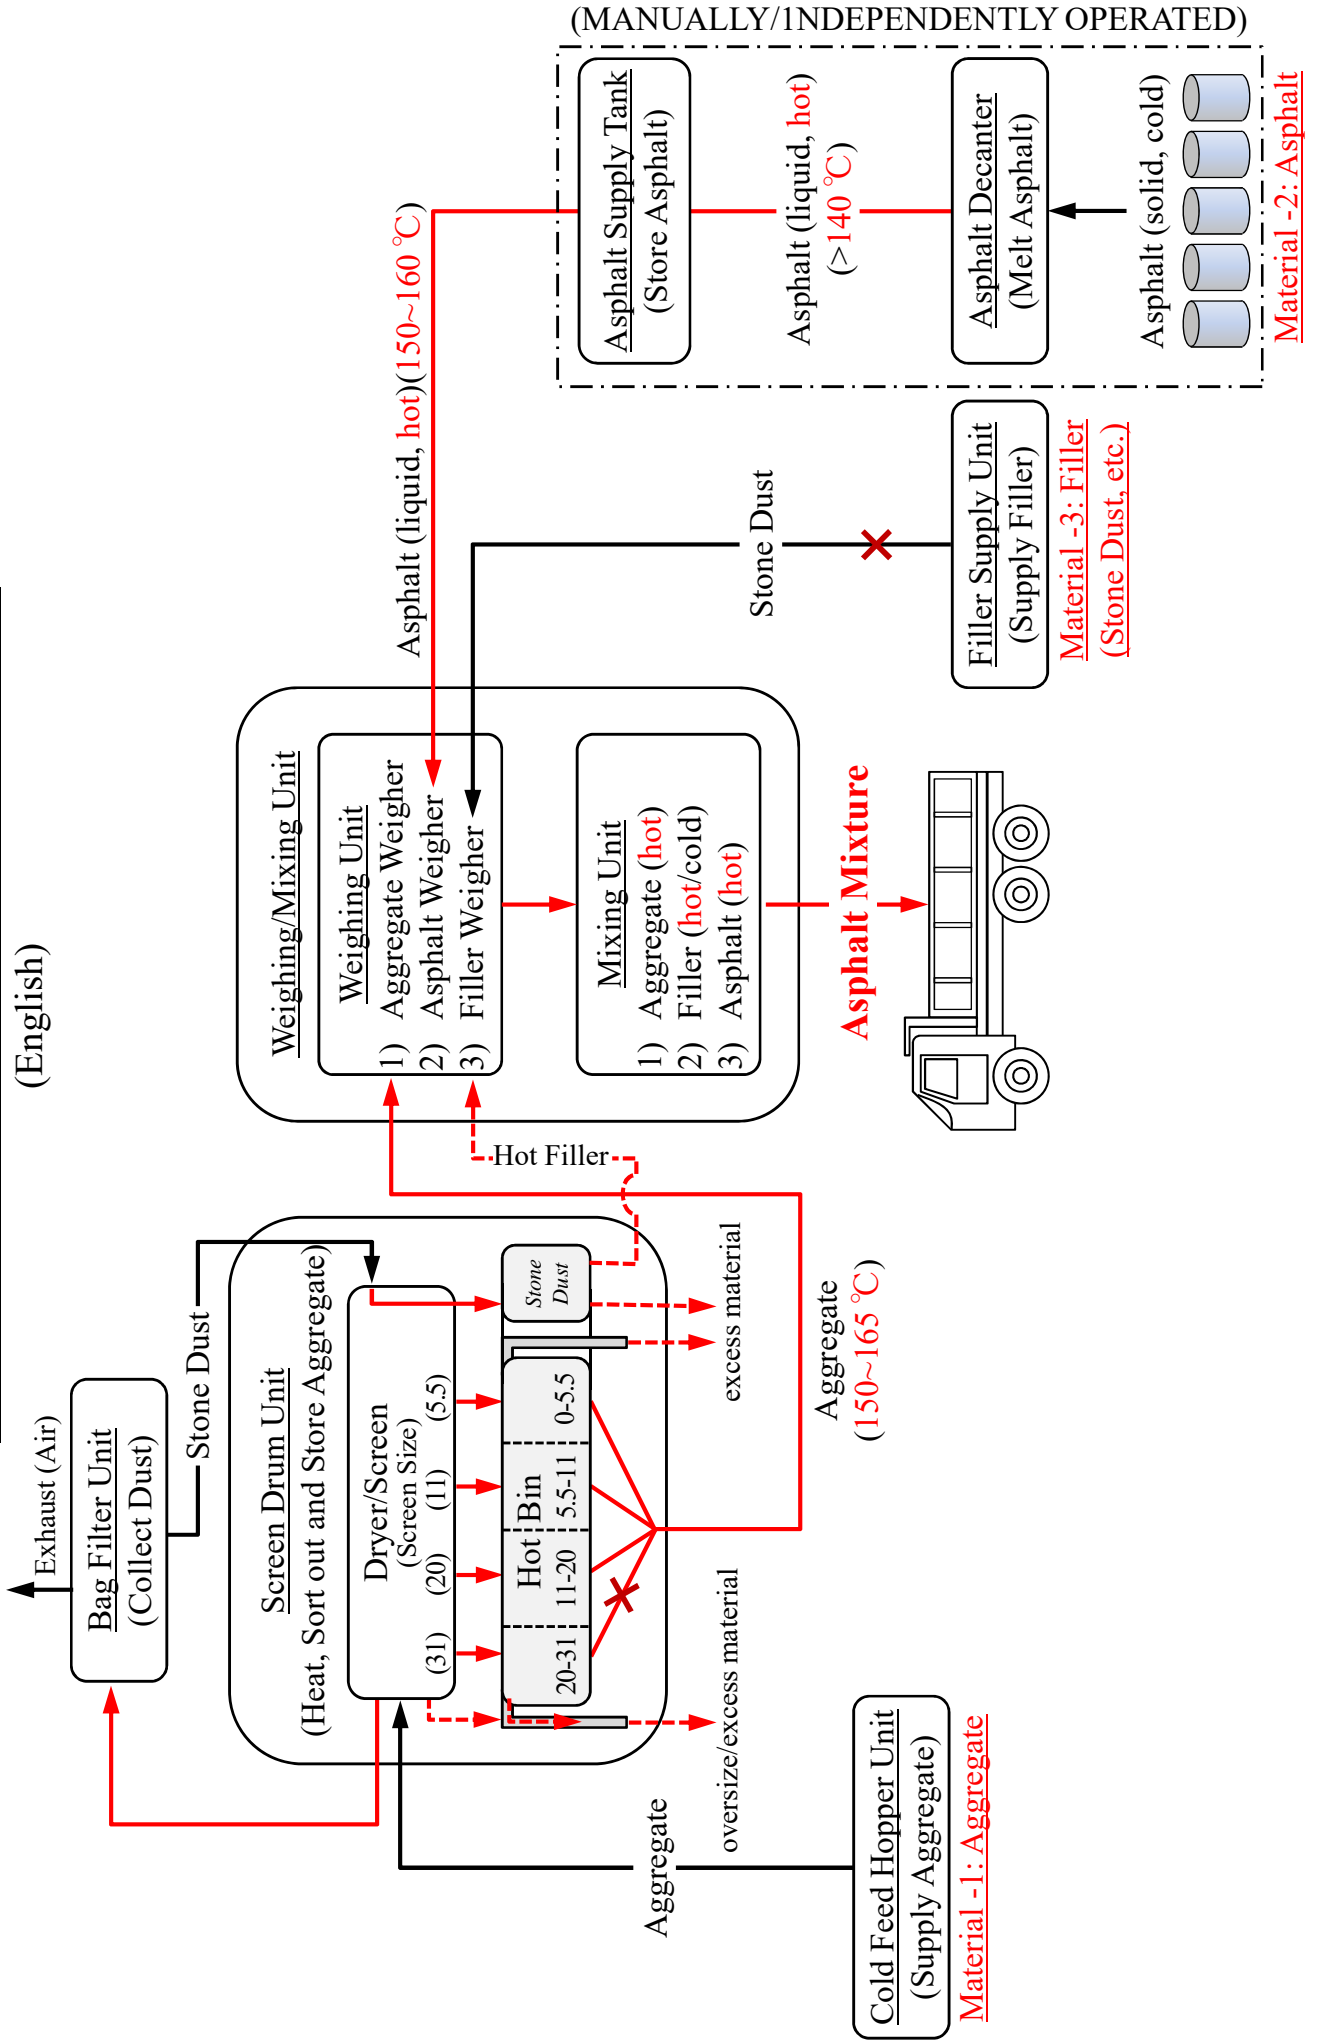 (English)
(MANUALLY/1NDEPENDENTLY OPERATED)
Exhaust (Air)
Bag Filter Unit
(Collect Dust)
Stone Dust
Screen Drum Unit
(Heat, Sort out and Store Aggregate)
Dryer/Screen
(Screen Size)
(31)
(20)
(11)
(5.5)
Hot Bin
20-31
11-20
5.5-11
0-5.5
Stone
Dust
oversize/excess material
excess material
Aggregate
Cold Feed Hopper Unit
(Supply Aggregate)
Material -1: Aggregate
Aggregate
(150~165 ℃)
Hot Filler
Weighing/Mixing Unit
Weighing Unit
1) Aggregate Weigher
2) Asphalt Weigher
3) Filler Weigher
Mixing Unit
1) Aggregate (hot)
2) Filler (hot/cold)
3) Asphalt (hot)
Asphalt Mixture
Asphalt (liquid, hot)(150~160 ℃)
Stone Dust
Filler Supply Unit
(Supply Filler)
Material -3: Filler
(Stone Dust, etc.)
Asphalt Supply Tank
(Store Asphalt)
Asphalt (liquid, hot)
(>140 ℃)
Asphalt Decanter
(Melt Asphalt)
Asphalt (solid, cold)
Material -2: Asphalt